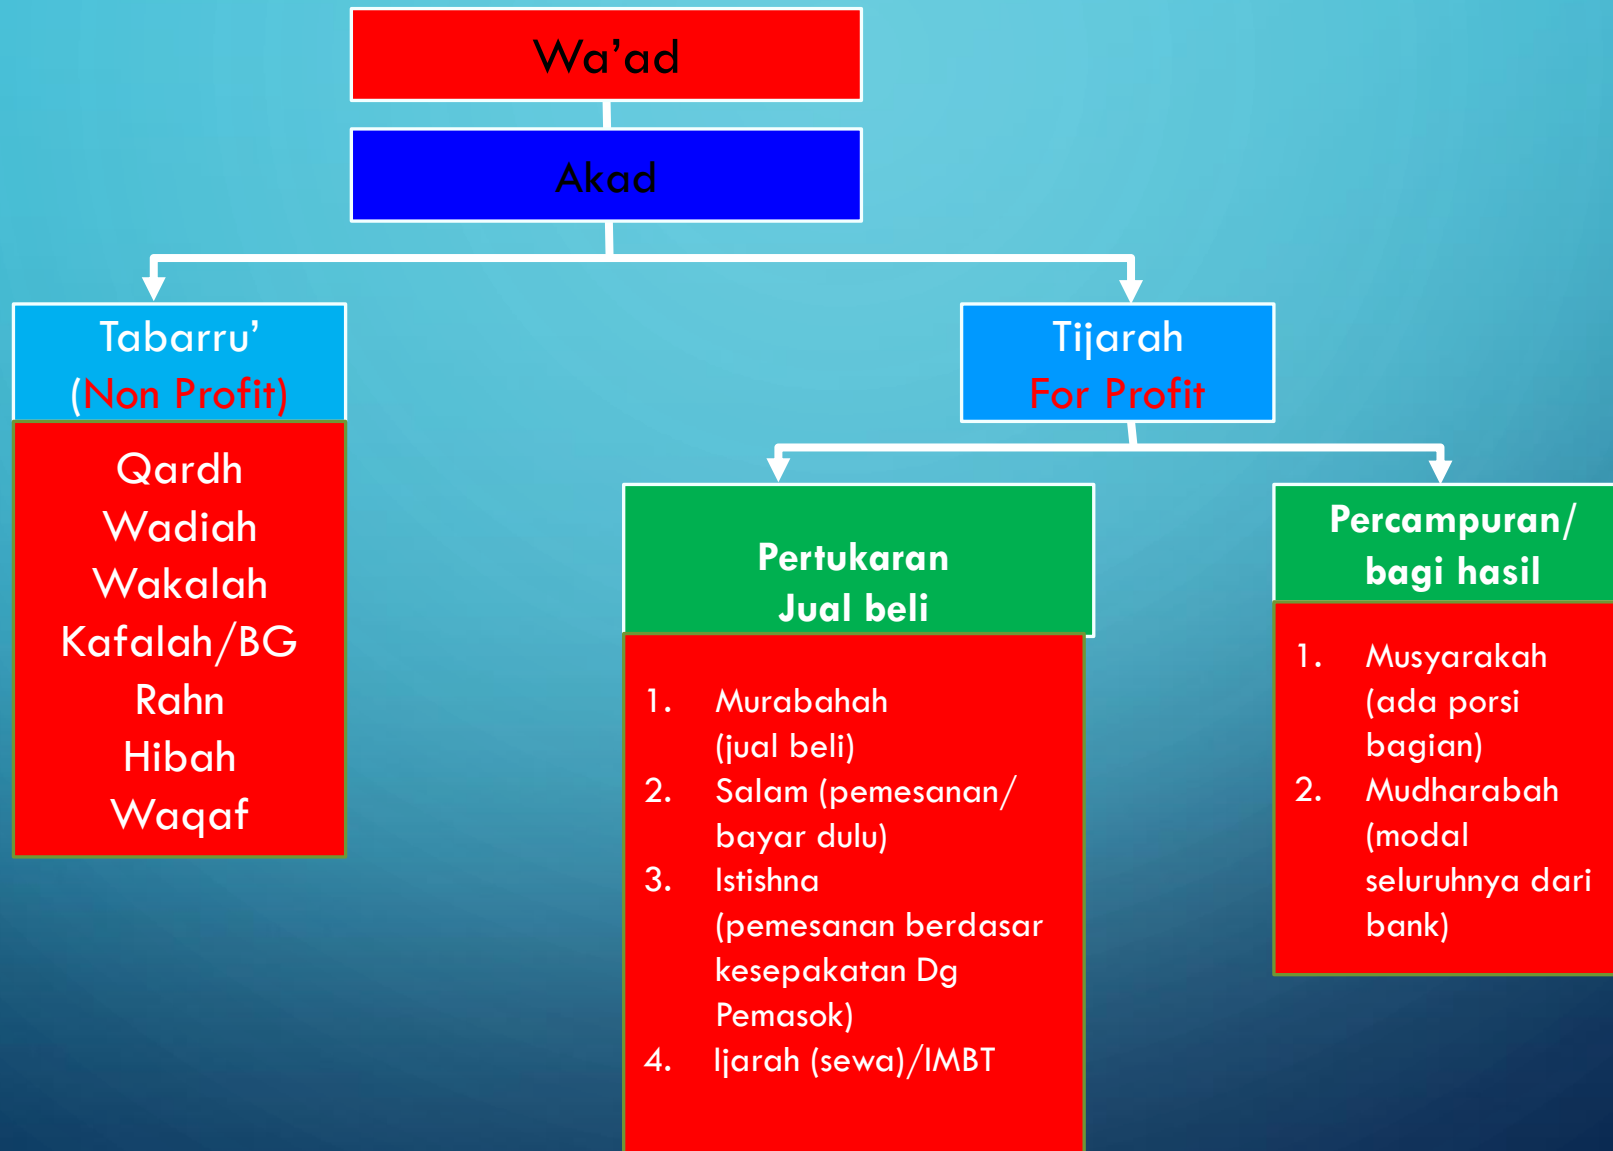 Wa’ad
Akad
Tabarru’
(Non Profit)
Qardh
Wadiah
Wakalah
Kafalah/BG
Rahn
Hibah
Waqaf
Tijarah
For Profit
Pertukaran
Jual beli
1. Murabahah
(jual beli)
2. Salam (pemesanan/
bayar dulu)
3. Istishna
(pemesanan berdasar
kesepakatan Dg
Pemasok)
4. Ijarah (sewa)/IMBT
Percampuran/
bagi hasil
1. Musyarakah
(ada porsi
bagian)
2. Mudharabah
(modal
seluruhnya dari
bank)